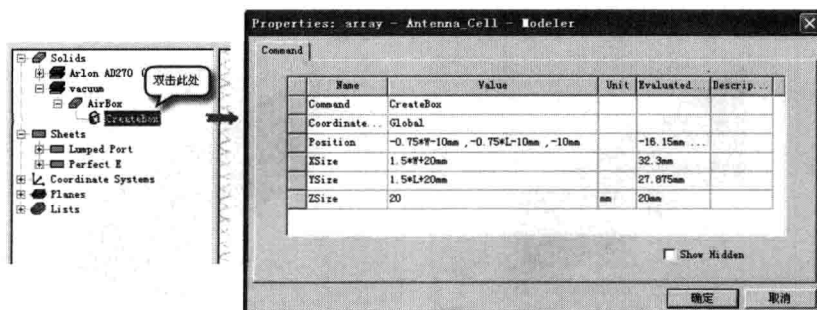 Solids
Arlon AD270 (
vacuum
AirBox
CreateBox
双击此处
Sheets
Lumped Port
Perfect E
Coordinate Systems
Planes
Lists
Properties: array - Antenna_Cell - Modeler
Command
Name Value Unit Evaluated... Descrip...
Command CreateBox
Coordinate... Global
Position -0.75*W-10mm ,-0.75*L-10mm ,-10mm -16.15mm ...
XSize 1.5*W+20mm 32.3mm
YSize 1.5*L+20mm 27.875mm
ZSize 20 mm 20mm
Show Hidden
确定 取消